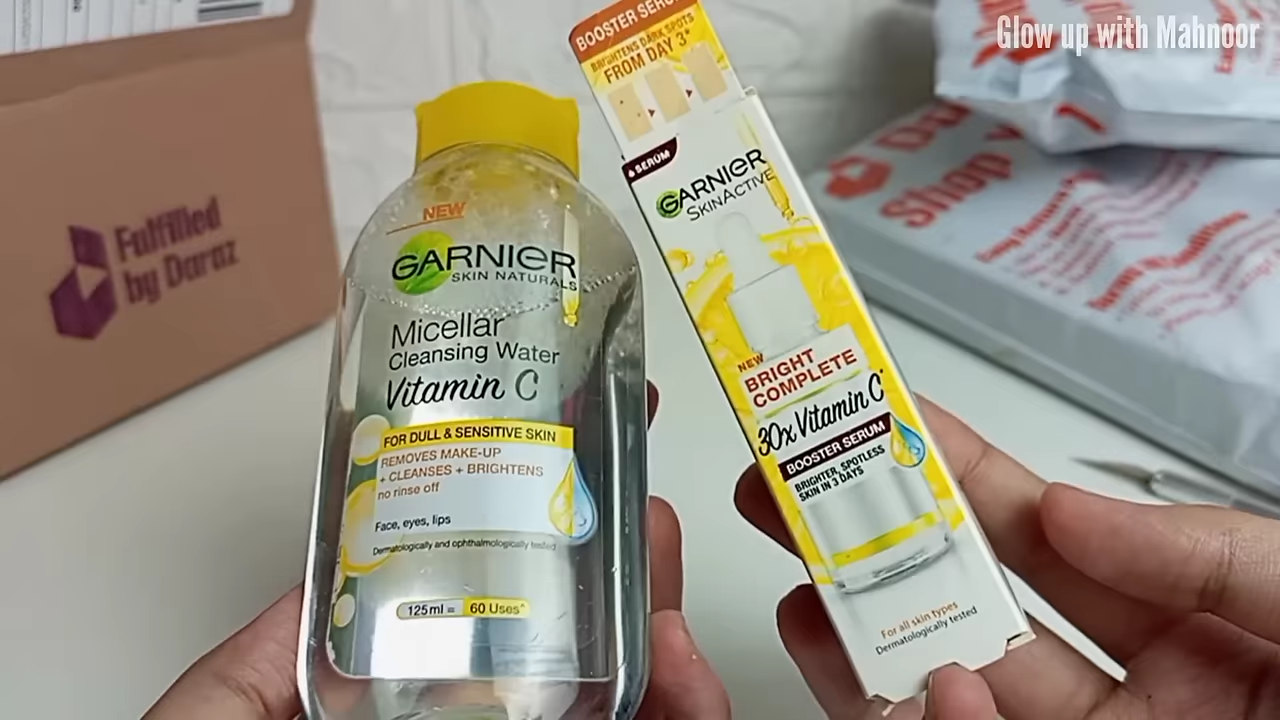 Glow up with Mahnoor
Fulfilled
by Daraz
NEW
GARNIER
SKIN NATURALS
Micellar
Cleansing Water
Vitamin C
FOR DULL & SENSITIVE SKIN
REMOVES MAKE-UP
+ CLEANSES + BRIGHTENS
no rinse off
Face, eyes, lips
Dermatologically and ophthalmologically tested
125ml = 60 Uses^
BOOSTER SERUM
BRIGHTENS DARK SPOTS
FROM DAY 3*
SERUM
GARNIER
SKINACTIVE
NEW
BRIGHT
COMPLETE
30x Vitamin C*
BOOSTER SERUM
BRIGHTER, SPOTLESS
SKIN IN 3 DAYS
For all skin types
Dermatologically tested
Shop